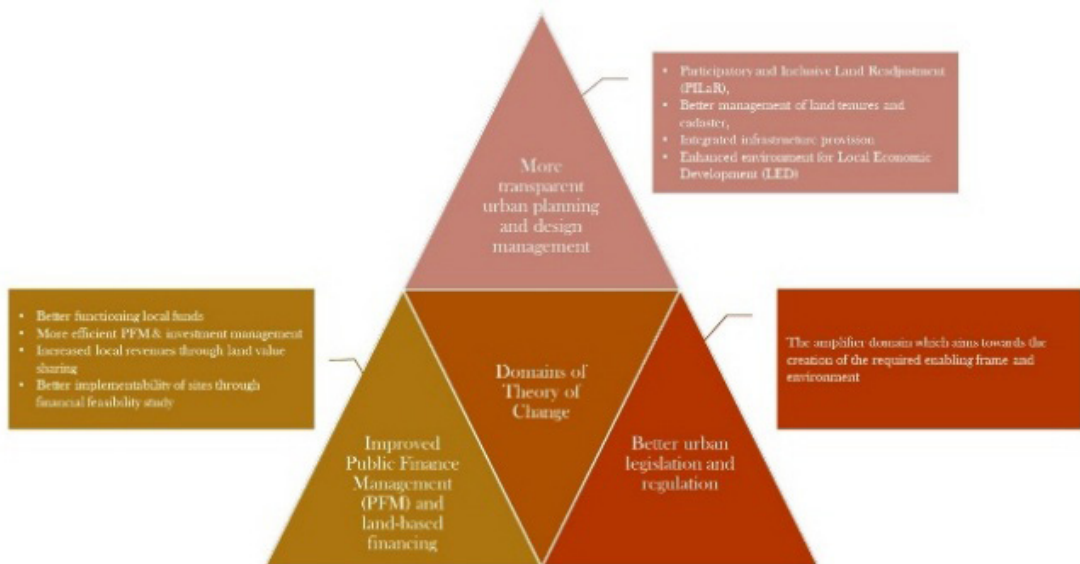 More
transparent
urban planning
and design
management
• Participatory and Inclusive Land Readjustment
(PILaR),
• Better management of land tenures and
cadaster,
• Integrated infrastructure provision
• Enhanced environment for Local Economic
Development (LED)
• Better functioning local funds
• More efficient PFM & investment management
• Increased local revenues through land value
sharing
• Better implementability of sites through
financial feasibility study
Improved
Public Finance
Management
(PFM) and
land-based
financing
Domains of
Theory of
Change
Better urban
legislation and
regulation
The amplifier domain which aims towards the
creation of the required enabling frame and
environment